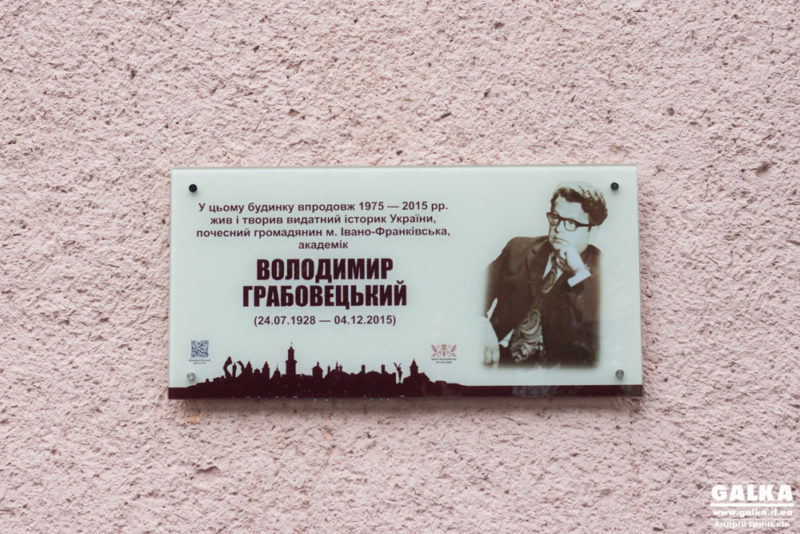 У цьому будинку впродовж 1975 — 2015 рр.
жив і творив видатний історик України,
почесний громадянин м. Івано-Франківська,
академік
ВОЛОДИМИР
ГРАБОВЕЦЬКИЙ
(24.07.1928 — 04.12.2015)
GALKA
www.galka.if.ua